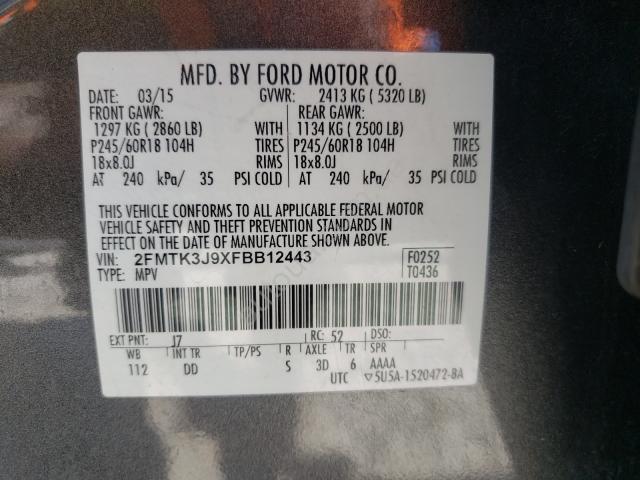 MFD. BY FORD MOTOR CO.
DATE: 03/15 GVWR: 2413 KG ( 5320 LB)
FRONT GAWR: REAR GAWR:
1297 KG ( 2860 LB) WITH 1134 KG ( 2500 LB) WITH
P245/60R18 104H TIRES P245/60R18 104H TIRES
18x8.0J RIMS 18x8.0J RIMS
AT 240 kPa/ 35 PSI COLD AT 240 kPa/ 35 PSI COLD
THIS VEHICLE CONFORMS TO ALL APPLICABLE FEDERAL MOTOR
VEHICLE SAFETY AND THEFT PREVENTION STANDARDS IN
EFFECT ON THE DATE OF MANUFACTURE SHOWN ABOVE.
VIN: 2FMTK3J9XFBB12443 F0252
TYPE: MPV T0436
EXT PNT: J7 RC: 52 DSO:
WB INT TR TP/PS R AXLE TR SPR
112 DD S 3D 6 AAAA
UTC ▽5U5A-1520472-BA